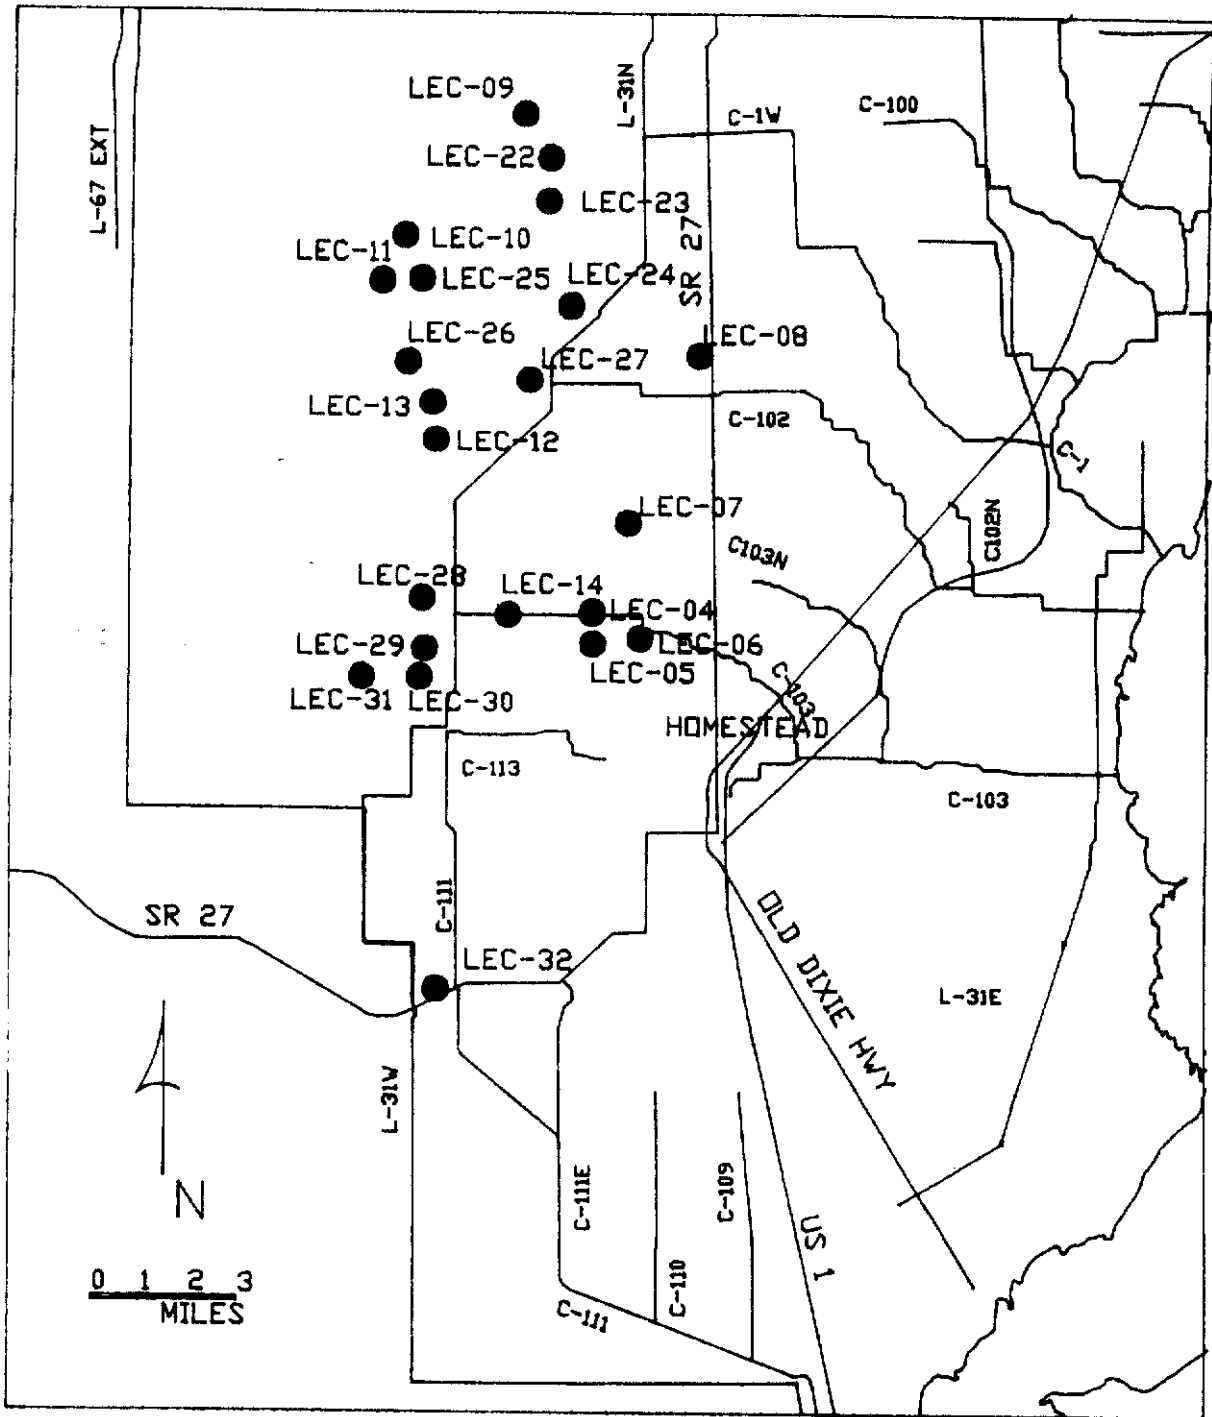 L-31N
LEC-09
C-100
C-1W
L-67 EXT
LEC-22
LEC-23
LEC-10
LEC-11
SR 27
LEC-25
LEC-24
LEC-26
LEC-08
LEC-27
LEC-13
C-102
LEC-12
C-1
LEC-07
C102N
C103N
LEC-28
LEC-14
LEC-04
LEC-29
LEC-06
LEC-05
LEC-31
LEC-30
C-103
HOMESTEAD
C-113
C-103
C-111
SR 27
OLD DIXIE HWY
LEC-32
L-31E
L-31W
N
C-111E
C-109
US 1
C-110
0 1 2 3
MILES
C-111